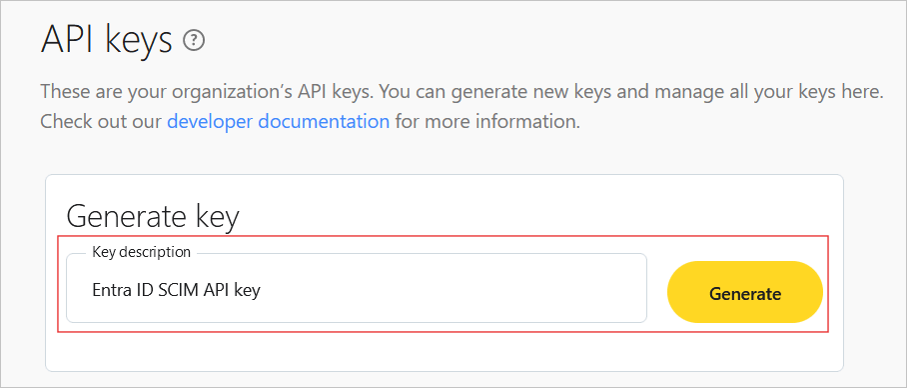 API keys ?
These are your organization’s API keys. You can generate new keys and manage all your keys here.
Check out our developer documentation for more information.
Generate key
Key description
Entra ID SCIM API key
Generate